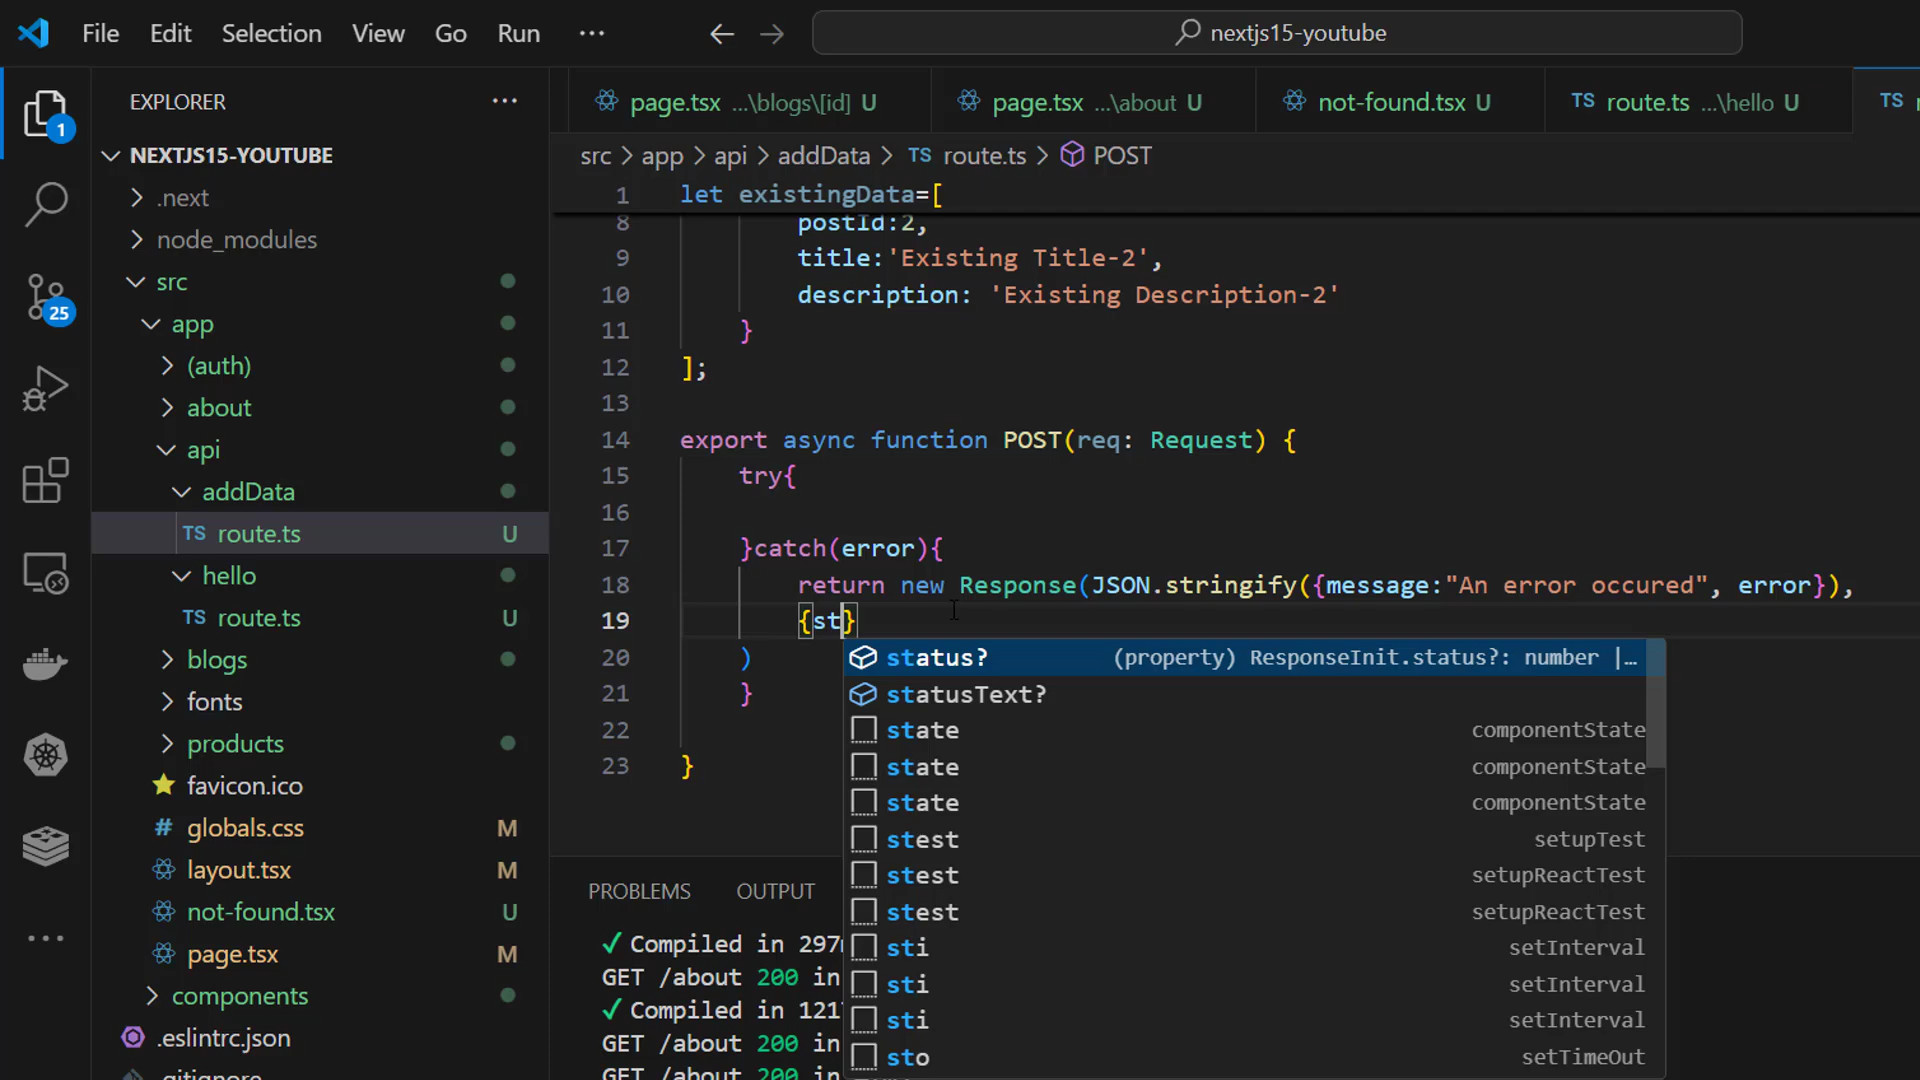 File Edit Selection View Go Run ... nextjs15-youtube
EXPLORER ...
page.tsx ...\blogs\[id] U
page.tsx ...\about U
not-found.tsx U
TS route.ts ...\hello U
TS
1
NEXTJS15-YOUTUBE
src > app > api > addData > TS route.ts > POST
.next
node_modules
src
app
(auth)
about
api
addData
TS route.ts U
hello
TS route.ts U
blogs
fonts
products
favicon.ico
# globals.css M
layout.tsx M
not-found.tsx U
page.tsx M
components
.eslintrc.json
.gitignore
25
1 let existingData=[
8 postId:2,
9 title:'Existing Title-2',
10 description: 'Existing Description-2'
11 }
12 ];
13
14 export async function POST(req: Request) {
15 try{
16
17 }catch(error){
18 return new Response(JSON.stringify({message:"An error occured", error}),
19 {st}
20 )
21 }
22
23 }
status? (property) ResponseInit.status?: number |…
statusText?
state componentState
state componentState
state componentState
stest setupTest
stest setupReactTest
stest setupReactTest
sti setInterval
sti setInterval
sti setInterval
sto setTimeOut
PROBLEMS OUTPUT
✓ Compiled in 297
GET /about 200 in
✓ Compiled in 121
GET /about 200 in
GET /about 200 in